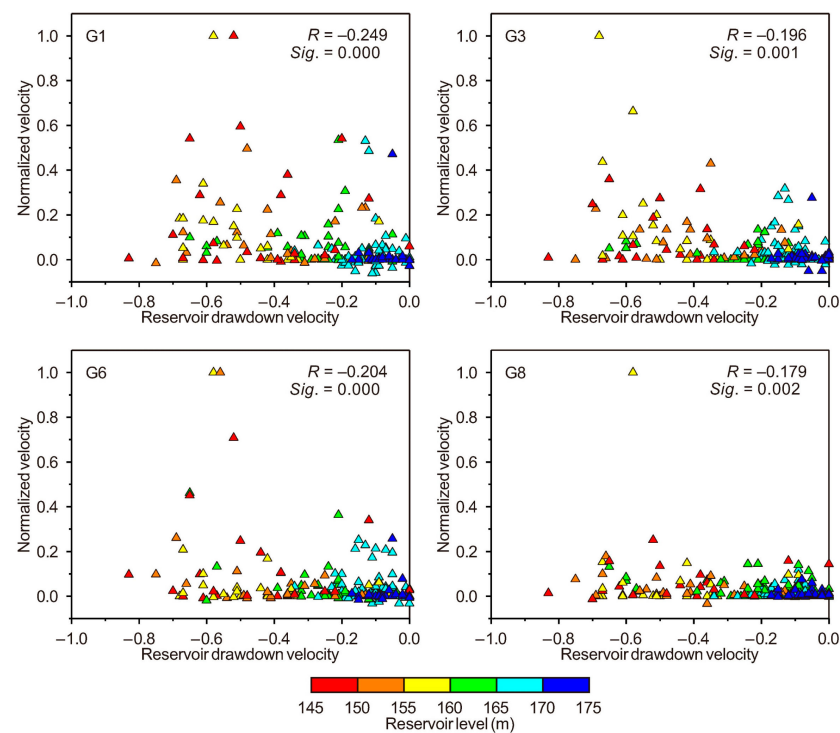 G1
R = –0.249
Sig. = 0.000
1.0
0.8
0.6
0.4
0.2
0.0
Normalized velocity
–1.0 –0.8 –0.6 –0.4 –0.2 0.0
Reservoir drawdown velocity
G3
R = –0.196
Sig. = 0.001
1.0
0.8
0.6
0.4
0.2
0.0
Normalized velocity
–1.0 –0.8 –0.6 –0.4 –0.2 0.0
Reservoir drawdown velocity
G6
R = –0.204
Sig. = 0.000
1.0
0.8
0.6
0.4
0.2
0.0
Normalized velocity
–1.0 –0.8 –0.6 –0.4 –0.2 0.0
Reservoir drawdown velocity
G8
R = –0.179
Sig. = 0.002
1.0
0.8
0.6
0.4
0.2
0.0
Normalized velocity
–1.0 –0.8 –0.6 –0.4 –0.2 0.0
Reservoir drawdown velocity
145 150 155 160 165 170 175
Reservoir level (m)